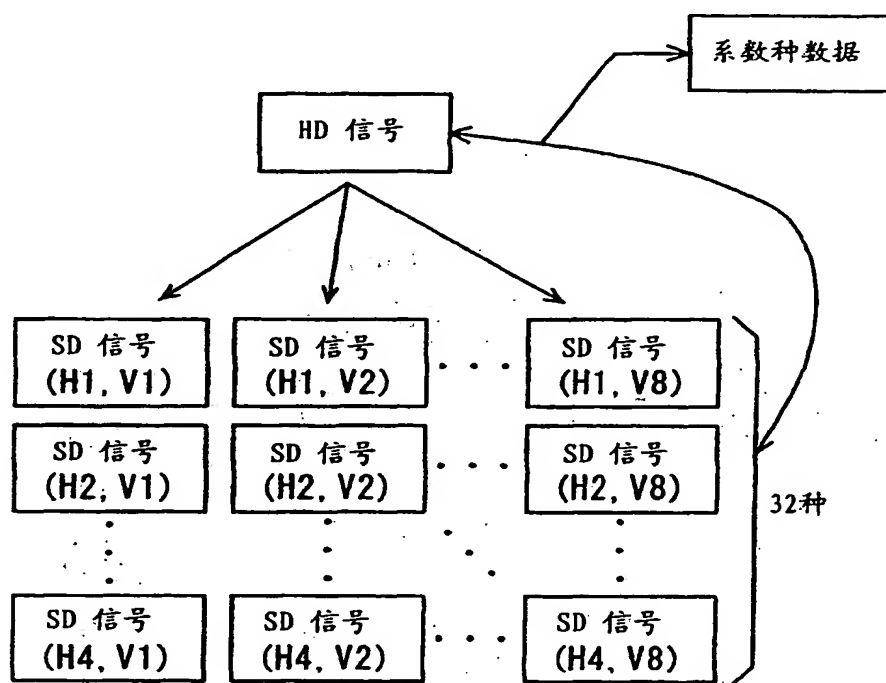 系数种数据
HD 信号
SD 信号
(H1, V1)
SD 信号
(H1, V2)
SD 信号
(H1, V8)
SD 信号
(H2, V1)
SD 信号
(H2, V2)
SD 信号
(H2, V8)
32种
SD 信号
(H4, V1)
SD 信号
(H4, V2)
SD 信号
(H4, V8)